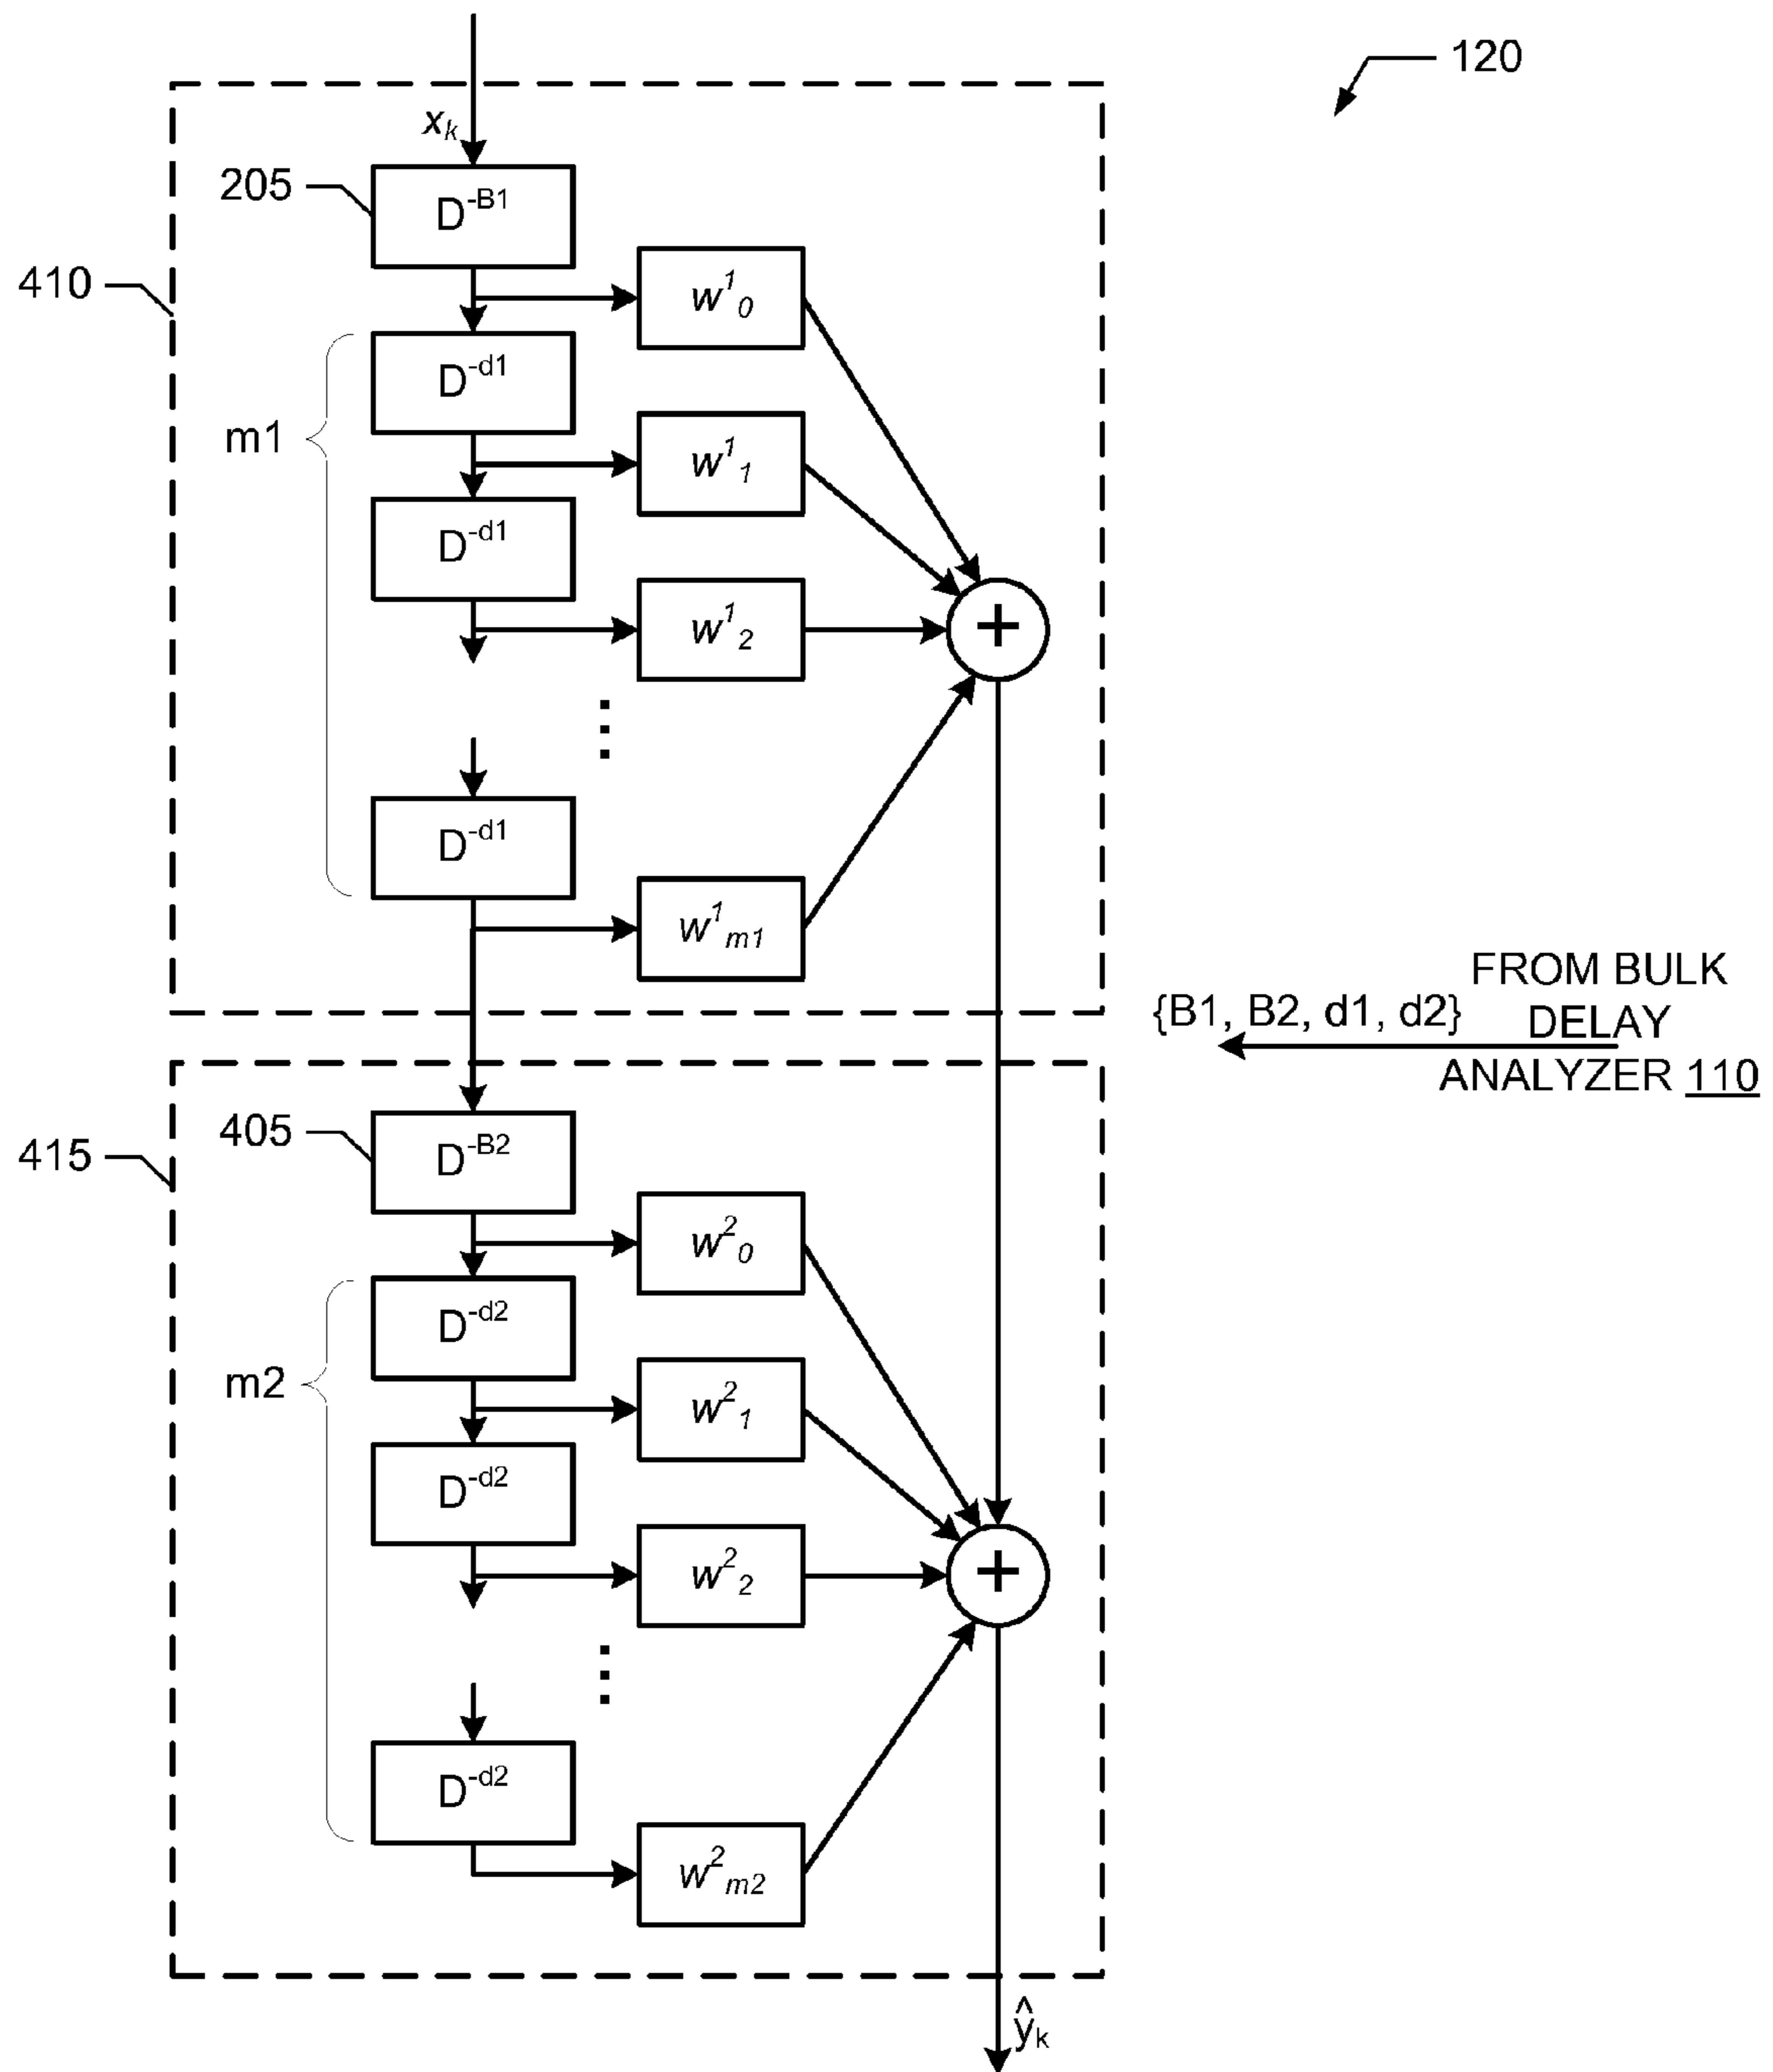 120
x_k
205
D^-B1
410
w^1_0
D^-d1
m1
w^1_1
D^-d1
w^1_2
⋮
D^-d1
w^1_m1
FROM BULK
{B1, B2, d1, d2} DELAY
ANALYZER 110
405
D^-B2
415
w^2_0
D^-d2
m2
w^2_1
D^-d2
w^2_2
⋮
D^-d2
w^2_m2
ŷ_k
+
+